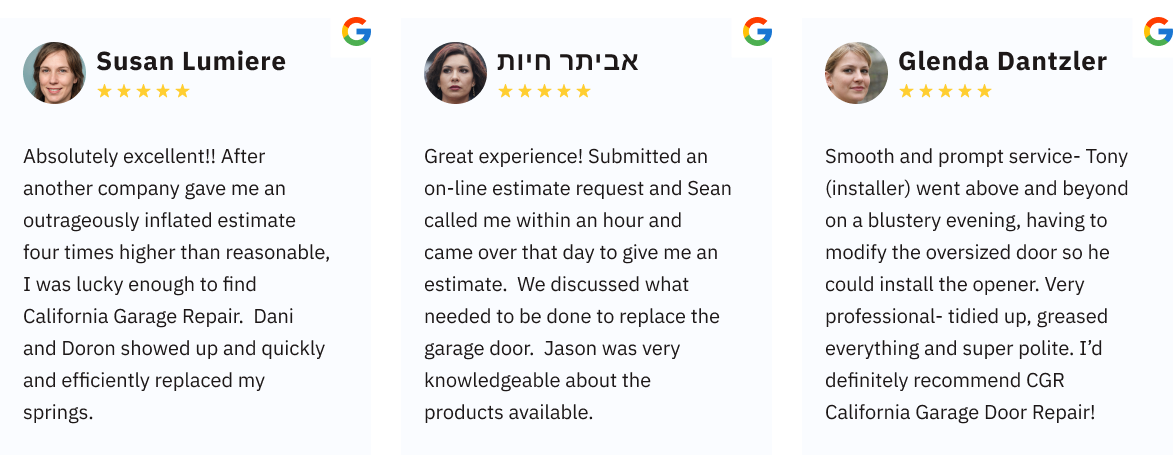 Susan Lumiere
Absolutely excellent!! After
another company gave me an
outrageously inflated estimate
four times higher than reasonable,
I was lucky enough to find
California Garage Repair.  Dani
and Doron showed up and quickly
and efficiently replaced my
springs.
אביתר חיות
Great experience! Submitted an
on-line estimate request and Sean
called me within an hour and
came over that day to give me an
estimate.  We discussed what
needed to be done to replace the
garage door.  Jason was very
knowledgeable about the
products available.
Glenda Dantzler
Smooth and prompt service- Tony
(installer) went above and beyond
on a blustery evening, having to
modify the oversized door so he
could install the opener. Very
professional- tidied up, greased
everything and super polite. I’d
definitely recommend CGR
California Garage Door Repair!